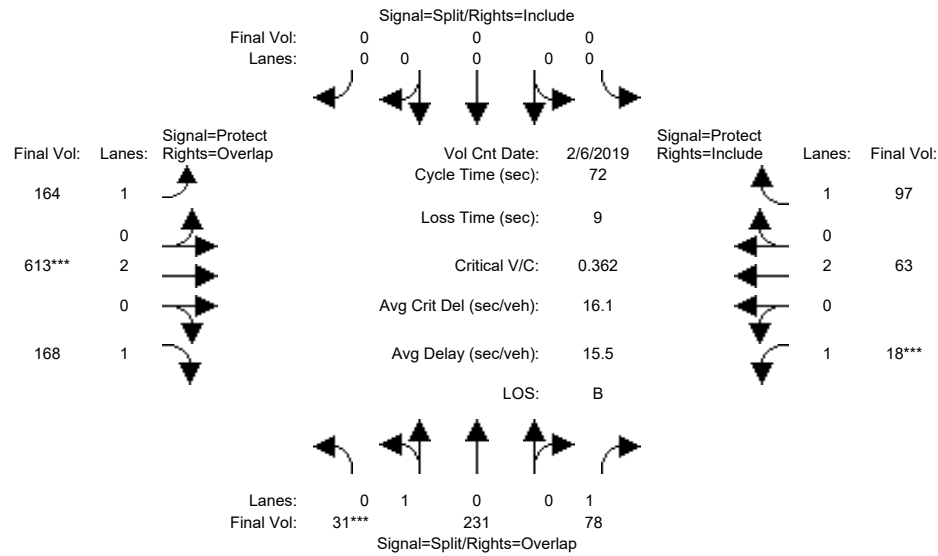 Signal=Split/Rights=Include
Final Vol: 0 0 0
Lanes: 0 0 0 0 0
Signal=Protect
Final Vol: Lanes: Rights=Overlap
Vol Cnt Date: 2/6/2019
Signal=Protect
Rights=Include Lanes: Final Vol:
Cycle Time (sec): 72
164 1
1 97
Loss Time (sec): 9
0
0
613*** 2
Critical V/C: 0.362
2 63
0
Avg Crit Del (sec/veh): 16.1
0
168 1
Avg Delay (sec/veh): 15.5
1 18***
LOS: B
Lanes: 0 1 0 0 1
Final Vol: 31*** 231 78
Signal=Split/Rights=Overlap